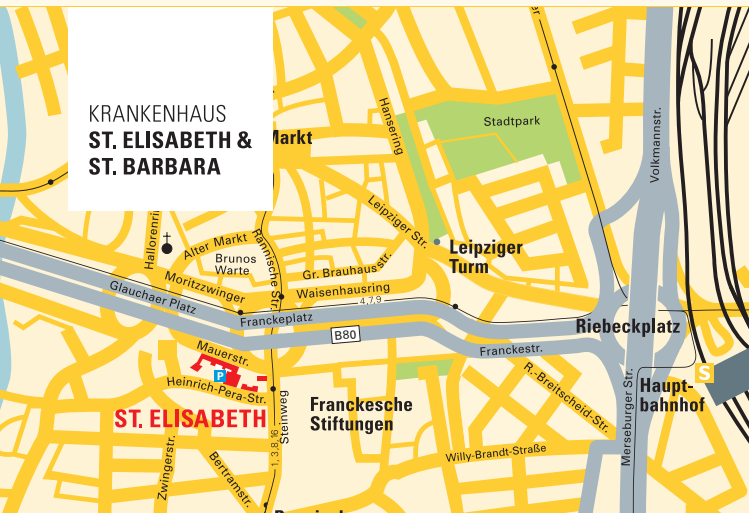 KRANKENHAUS
ST. ELISABETH &
ST. BARBARA
Markt
Hansering
Stadtpark
Volkmannstr.
Leipziger Str.
Leipziger
Turm
Alter Markt
Brunos
Warte
Rannische Str.
Gr. Brauhausstr.
Waisenhausring
Moritzzwinger
Glauchaer Platz
4,7,9
Franckeplatz
B80
Franckestr.
Riebeckplatz
Mauerstr.
P
Heinrich-Pera-Str.
ST. ELISABETH
Steinweg
1, 3, 8, 16
Franckesche
Stiftungen
R.-Breitscheid-Str.
Merseburger Str.
S
Haupt-
bahnhof
Willy-Brandt-Straße
Zwingerstr.
Bertramstr.